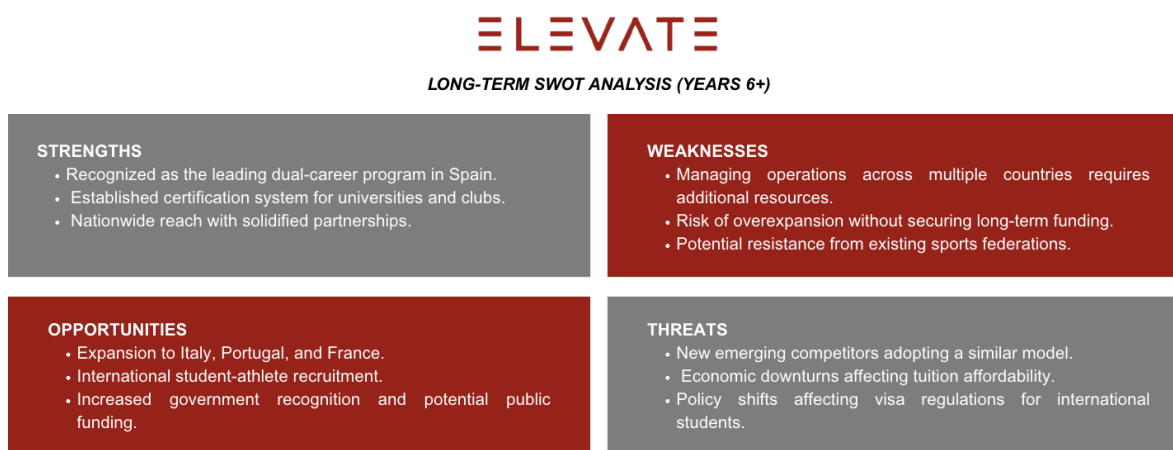 ELEVATE
LONG-TERM SWOT ANALYSIS (YEARS 6+)
STRENGTHS
• Recognized as the leading dual-career program in Spain.
• Established certification system for universities and clubs.
• Nationwide reach with solidified partnerships.
WEAKNESSES
• Managing operations across multiple countries requires
additional resources.
• Risk of overexpansion without securing long-term funding.
• Potential resistance from existing sports federations.
OPPORTUNITIES
• Expansion to Italy, Portugal, and France.
• International student-athlete recruitment.
• Increased government recognition and potential public
funding.
THREATS
• New emerging competitors adopting a similar model.
• Economic downturns affecting tuition affordability.
• Policy shifts affecting visa regulations for international
students.